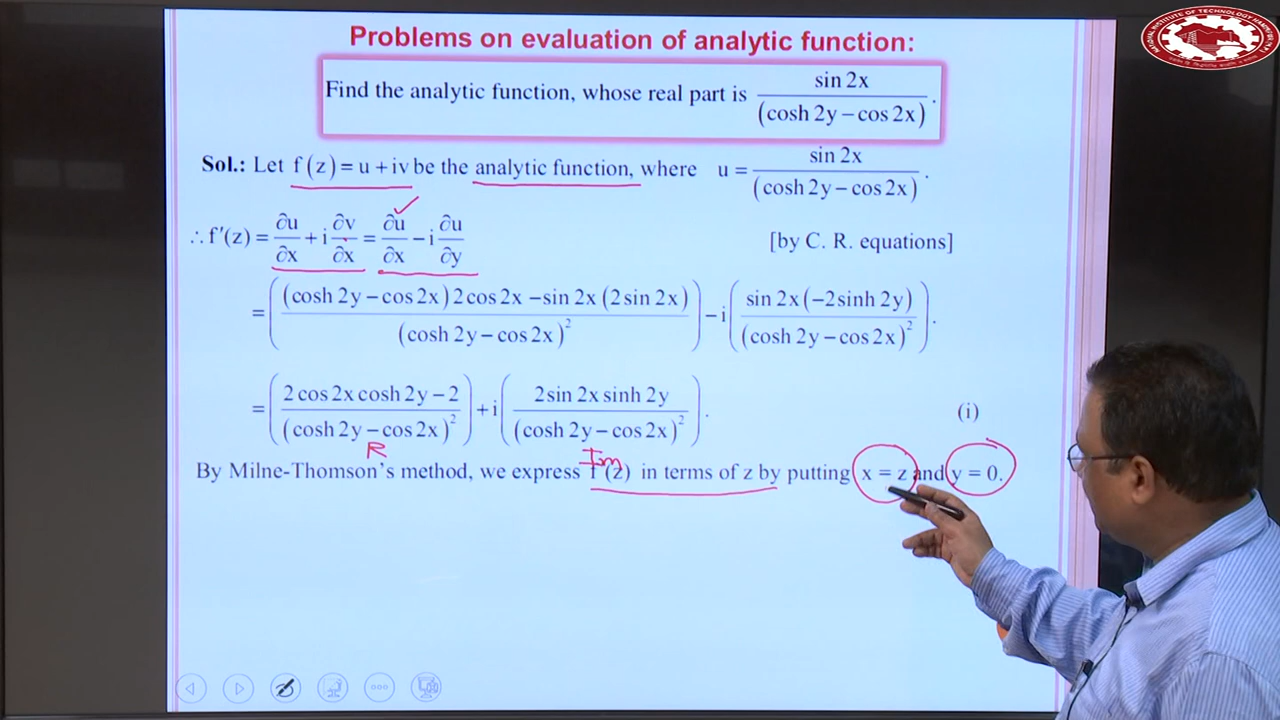 Problems on evaluation of analytic function:
Find the analytic function, whose real part is sin 2x / (cosh 2y − cos 2x).
Sol.: Let f(z) = u + iv be the analytic function, where u = sin 2x / (cosh 2y − cos 2x).
∴ f′(z) = ∂u/∂x + i ∂v/∂x = ∂u/∂x − i ∂u/∂y [by C. R. equations]
= ( ((cosh 2y − cos 2x) 2 cos 2x − sin 2x (2 sin 2x)) / (cosh 2y − cos 2x)² ) − i ( sin 2x (−2 sinh 2y) / (cosh 2y − cos 2x)² ).
= ( (2 cos 2x cosh 2y − 2) / (cosh 2y − cos 2x)² ) + i ( 2 sin 2x sinh 2y / (cosh 2y − cos 2x)² ). (i)
R Im
By Milne-Thomson's method, we express f′(z) in terms of z by putting x = z and y = 0.